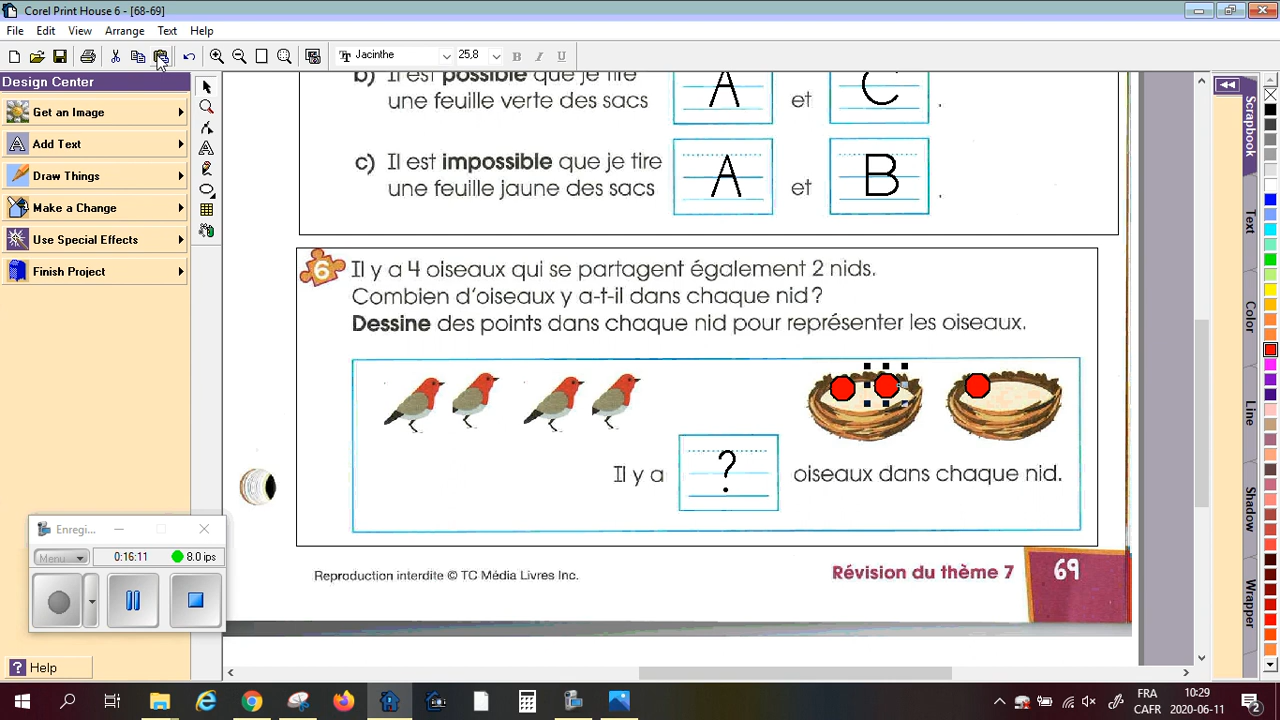 Corel Print House 6 - [68-69]
File Edit View Arrange Text Help
Jacinthe 25,8 B I U
Design Center
Get an Image
Add Text
Draw Things
Make a Change
Use Special Effects
Finish Project
Help
Scrapbook
Text
Color
Line
Shadow
Wrapper
b) Il est possible que je tire
une feuille verte des sacs A et C .
c) Il est impossible que je tire
une feuille jaune des sacs A et B .
6 Il y a 4 oiseaux qui se partagent également 2 nids.
Combien d'oiseaux y a-t-il dans chaque nid?
Dessine des points dans chaque nid pour représenter les oiseaux.
Il y a ? oiseaux dans chaque nid.
Reproduction interdite © TC Média Livres Inc.
Révision du thème 7 69
Enregi...
Menu 0:16:11 8.0 ips
FRA 10:29
CAFR 2020-06-11 2